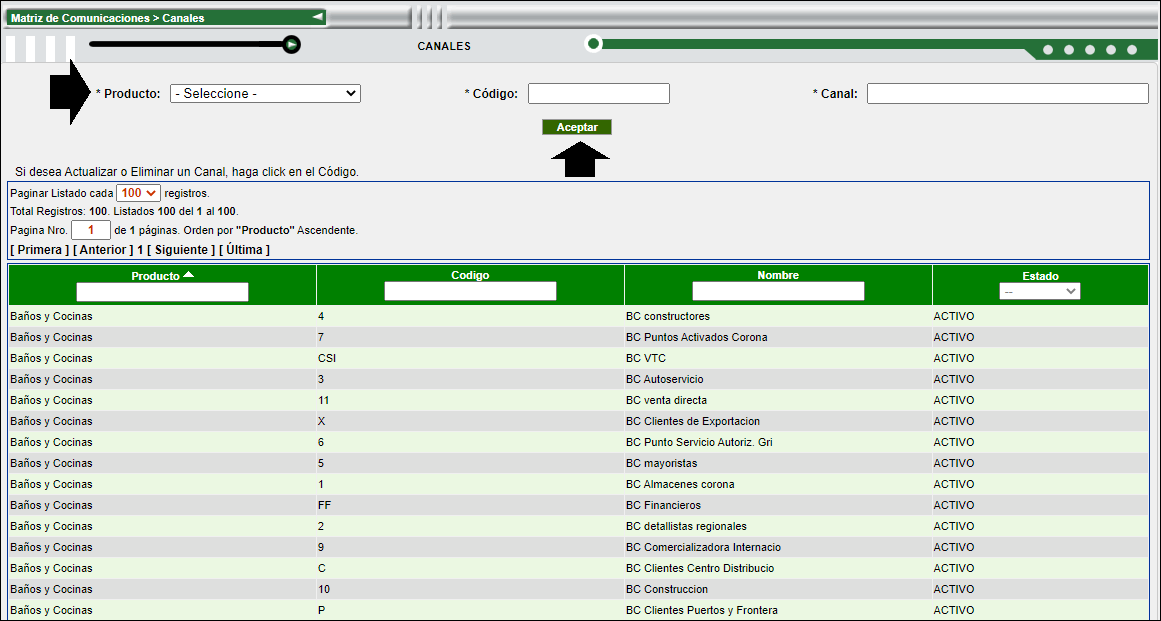 Matriz de Comunicaciones > Canales
CANALES
* Producto: - Seleccione - * Código: * Canal:
Aceptar
Si desea Actualizar o Eliminar un Canal, haga click en el Código.
Paginar Listado cada 100 registros.
Total Registros: 100. Listados 100 del 1 al 100.
Pagina Nro. 1 de 1 páginas. Orden por "Producto" Ascendente.
[ Primera ] [ Anterior ] 1 [ Siguiente ] [ Última ]
Producto Codigo Nombre Estado
--
Baños y Cocinas 4 BC constructores ACTIVO
Baños y Cocinas 7 BC Puntos Activados Corona ACTIVO
Baños y Cocinas CSI BC VTC ACTIVO
Baños y Cocinas 3 BC Autoservicio ACTIVO
Baños y Cocinas 11 BC venta directa ACTIVO
Baños y Cocinas X BC Clientes de Exportacion ACTIVO
Baños y Cocinas 6 BC Punto Servicio Autoriz. Gri ACTIVO
Baños y Cocinas 5 BC mayoristas ACTIVO
Baños y Cocinas 1 BC Almacenes corona ACTIVO
Baños y Cocinas FF BC Financieros ACTIVO
Baños y Cocinas 2 BC detallistas regionales ACTIVO
Baños y Cocinas 9 BC Comercializadora Internacio ACTIVO
Baños y Cocinas C BC Clientes Centro Distribucio ACTIVO
Baños y Cocinas 10 BC Construccion ACTIVO
Baños y Cocinas P BC Clientes Puertos y Frontera ACTIVO